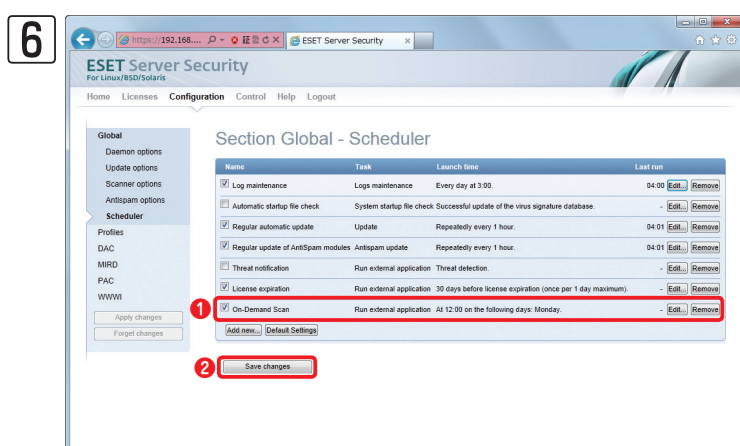 6
https://192.168....
ESET Server Security
ESET Server Security
For Linux/BSD/Solaris
Home Licenses Configuration Control Help Logout
Global
Daemon options
Update options
Scanner options
Antispam options
Scheduler
Profiles
DAC
MIRD
PAC
WWWI
Apply changes
Forget changes
Section Global - Scheduler
Name Task Launch time Last run
Log maintenance Logs maintenance Every day at 3:00. 04:00 Edit... Remove
Automatic startup file check System startup file check Successful update of the virus signature database. - Edit... Remove
Regular automatic update Update Repeatedly every 1 hour. 04:01 Edit... Remove
Regular update of AntiSpam modules Antispam update Repeatedly every 1 hour. 04:01 Edit... Remove
Threat notification Run external application Threat detection. - Edit... Remove
License expiration Run external application 30 days before license expiration (once per 1 day maximum). - Edit... Remove
1 On-Demand Scan Run external application At 12:00 on the following days: Monday. - Edit... Remove
Add new... Default Settings
2 Save changes